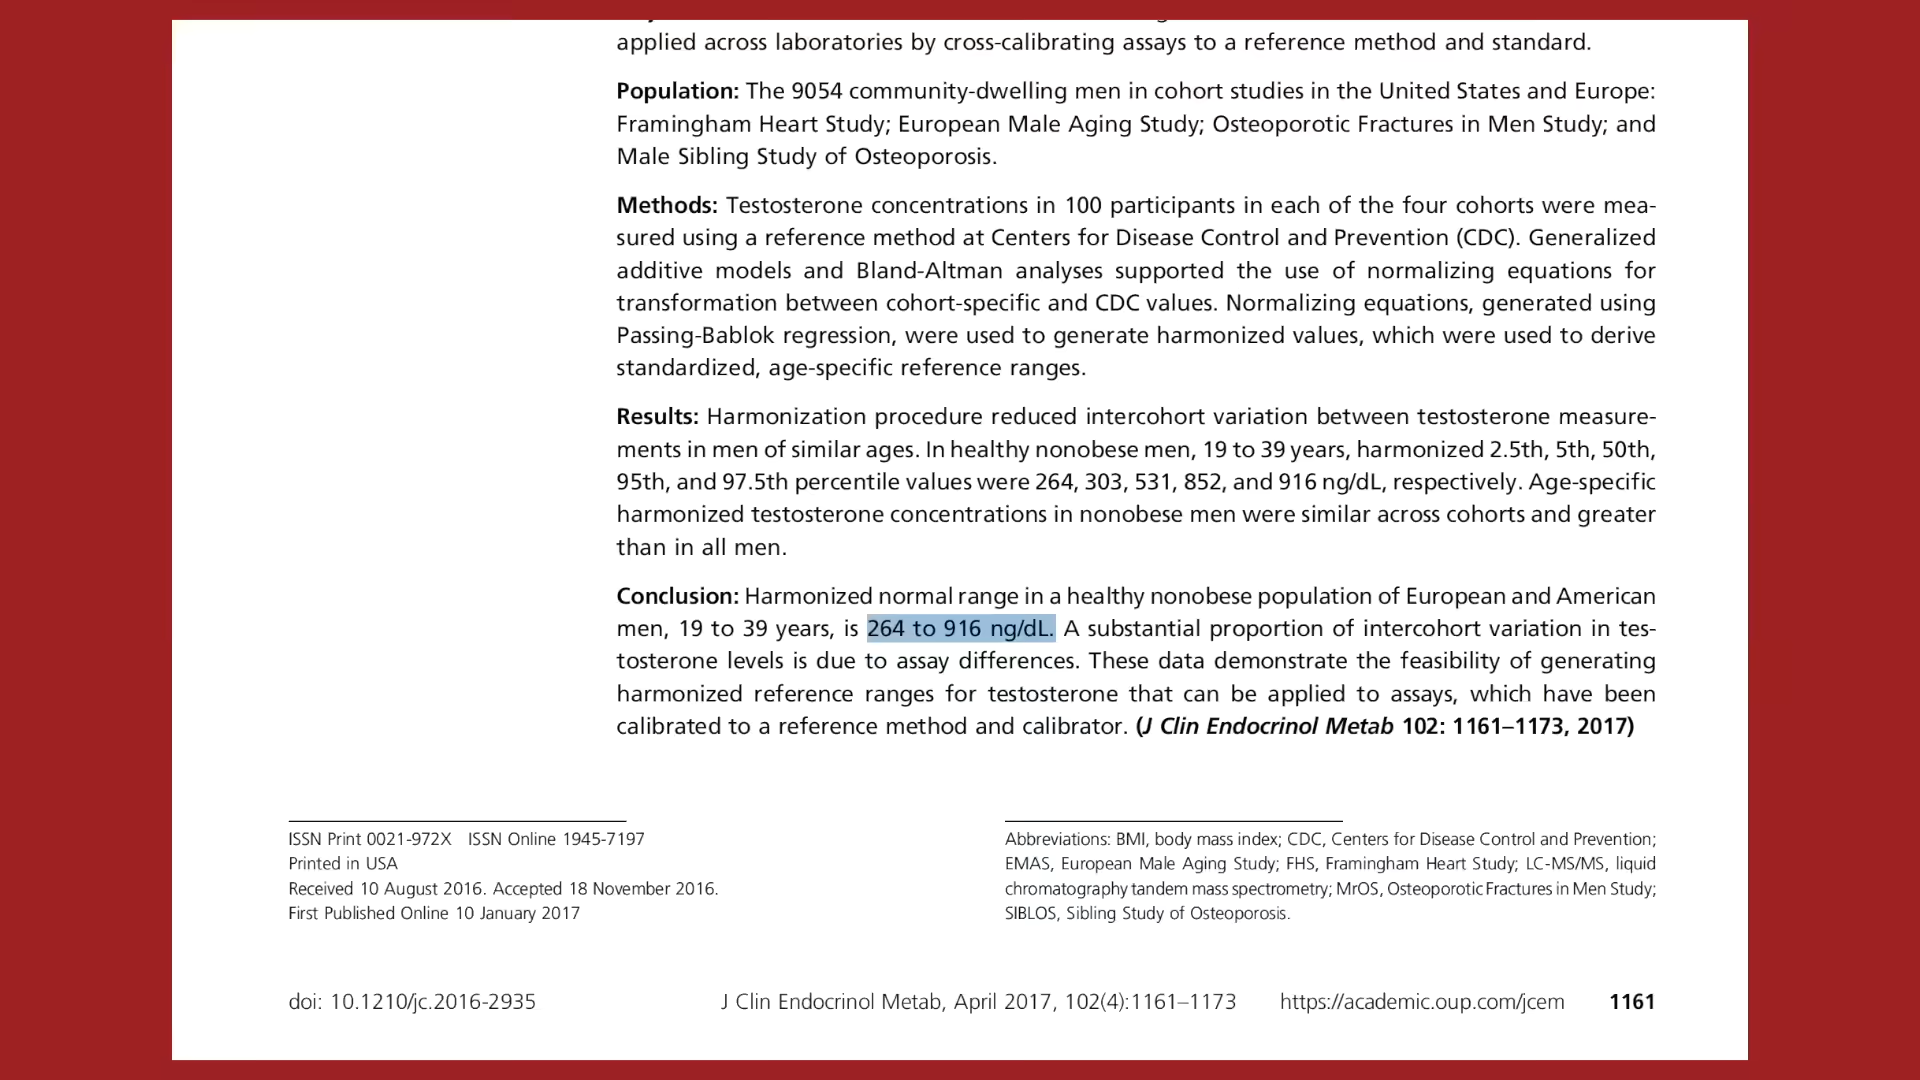 applied across laboratories by cross-calibrating assays to a reference method and standard.
Population: The 9054 community-dwelling men in cohort studies in the United States and Europe:
Framingham Heart Study; European Male Aging Study; Osteoporotic Fractures in Men Study; and
Male Sibling Study of Osteoporosis.
Methods: Testosterone concentrations in 100 participants in each of the four cohorts were mea-
sured using a reference method at Centers for Disease Control and Prevention (CDC). Generalized
additive models and Bland-Altman analyses supported the use of normalizing equations for
transformation between cohort-specific and CDC values. Normalizing equations, generated using
Passing-Bablok regression, were used to generate harmonized values, which were used to derive
standardized, age-specific reference ranges.
Results: Harmonization procedure reduced intercohort variation between testosterone measure-
ments in men of similar ages. In healthy nonobese men, 19 to 39 years, harmonized 2.5th, 5th, 50th,
95th, and 97.5th percentile values were 264, 303, 531, 852, and 916 ng/dL, respectively. Age-specific
harmonized testosterone concentrations in nonobese men were similar across cohorts and greater
than in all men.
Conclusion: Harmonized normal range in a healthy nonobese population of European and American
men, 19 to 39 years, is 264 to 916 ng/dL. A substantial proportion of intercohort variation in tes-
tosterone levels is due to assay differences. These data demonstrate the feasibility of generating
harmonized reference ranges for testosterone that can be applied to assays, which have been
calibrated to a reference method and calibrator. (J Clin Endocrinol Metab 102: 1161–1173, 2017)
ISSN Print 0021-972X ISSN Online 1945-7197
Printed in USA
Received 10 August 2016. Accepted 18 November 2016.
First Published Online 10 January 2017
Abbreviations: BMI, body mass index; CDC, Centers for Disease Control and Prevention;
EMAS, European Male Aging Study; FHS, Framingham Heart Study; LC-MS/MS, liquid
chromatography tandem mass spectrometry; MrOS, Osteoporotic Fractures in Men Study;
SIBLOS, Sibling Study of Osteoporosis.
doi: 10.1210/jc.2016-2935 J Clin Endocrinol Metab, April 2017, 102(4):1161–1173 https://academic.oup.com/jcem 1161